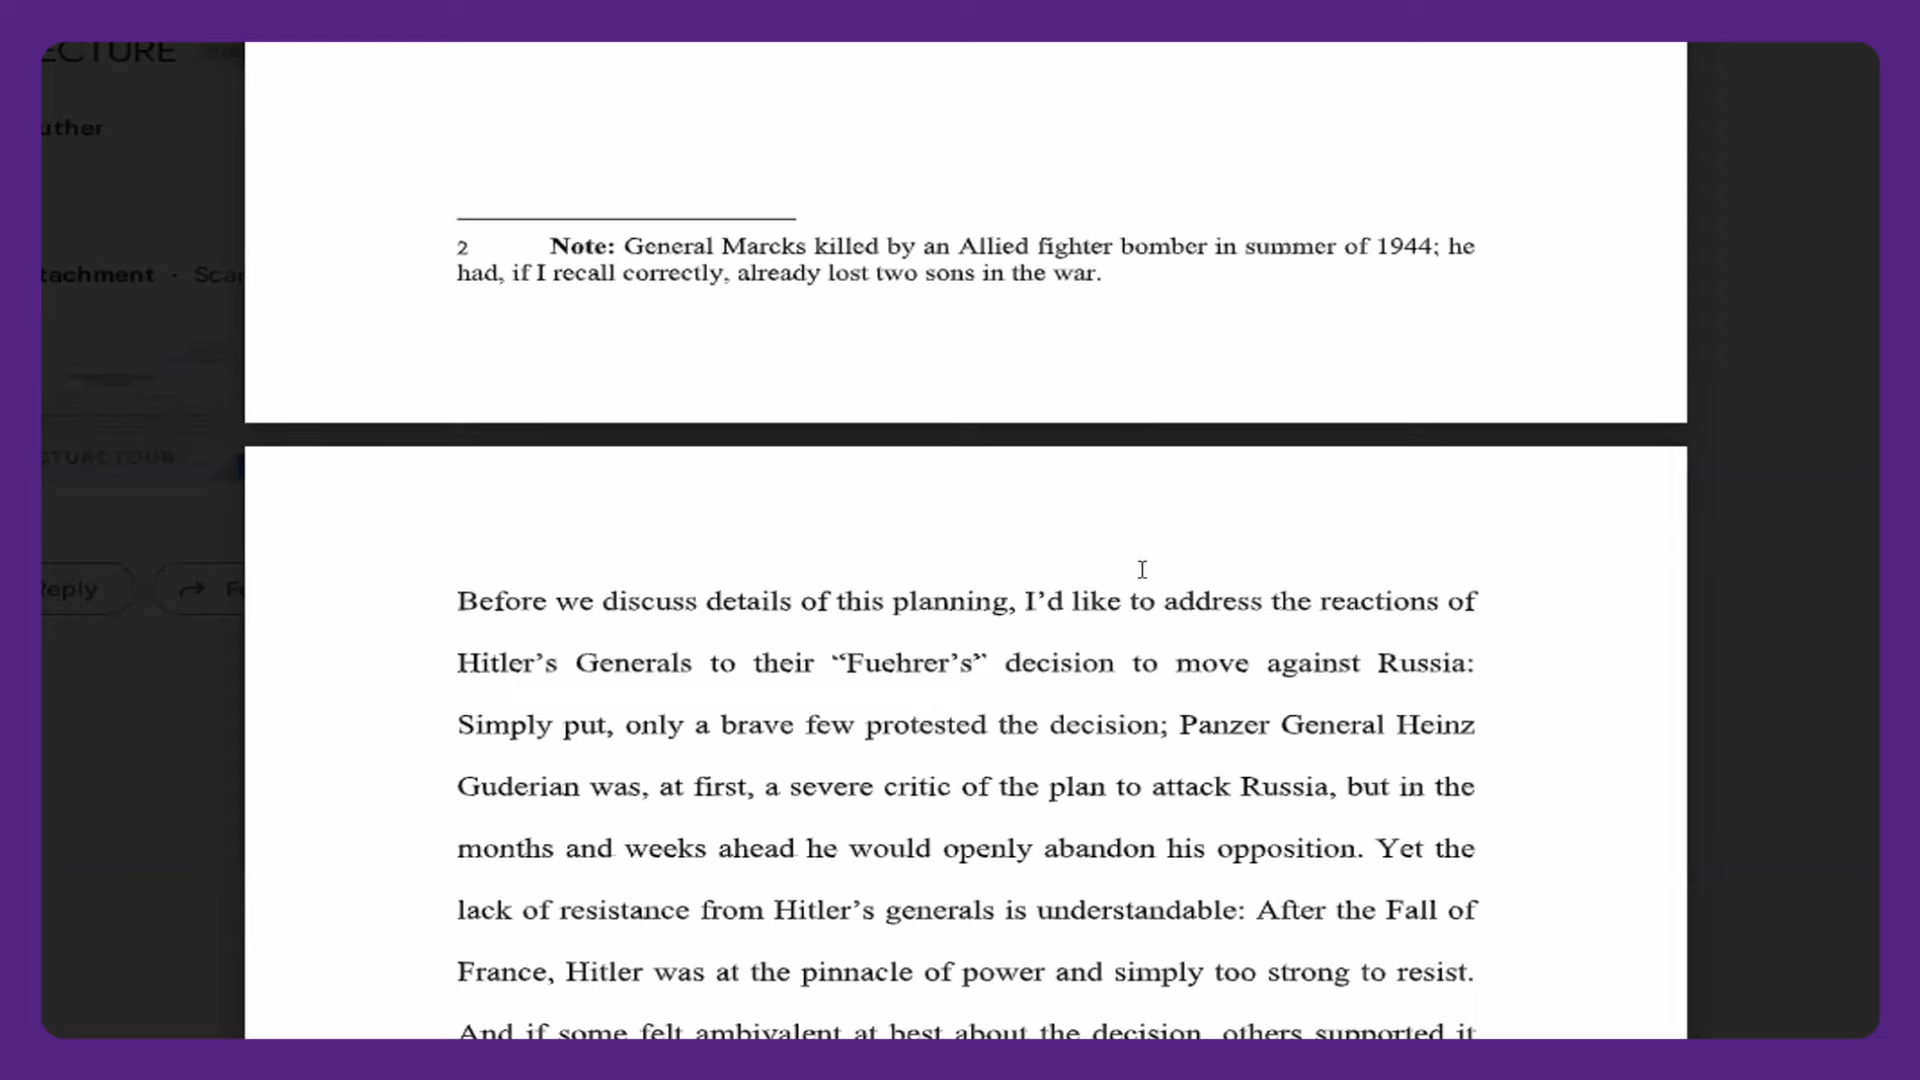 ECTURE
uther
tachment · Scan
CTURE TOUR
Reply
2 Note: General Marcks killed by an Allied fighter bomber in summer of 1944; he
had, if I recall correctly, already lost two sons in the war.
Before we discuss details of this planning, I’d like to address the reactions of
Hitler’s Generals to their “Fuehrer’s” decision to move against Russia:
Simply put, only a brave few protested the decision; Panzer General Heinz
Guderian was, at first, a severe critic of the plan to attack Russia, but in the
months and weeks ahead he would openly abandon his opposition. Yet the
lack of resistance from Hitler’s generals is understandable: After the Fall of
France, Hitler was at the pinnacle of power and simply too strong to resist.
And if some felt ambivalent at best about the decision, others supported it